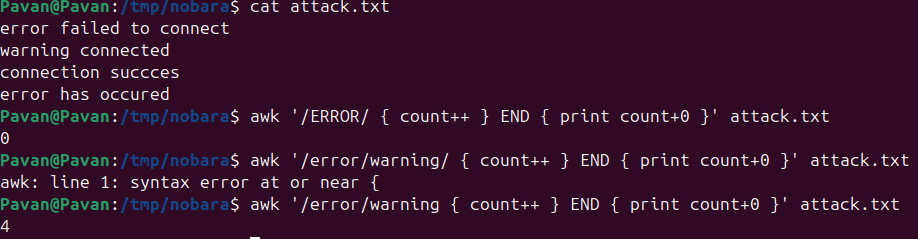 Pavan@Pavan:/tmp/nobara$ cat attack.txt
error failed to connect
warning connected
connection succces
error has occured
Pavan@Pavan:/tmp/nobara$ awk '/ERROR/ { count++ } END { print count+0 }' attack.txt
0
Pavan@Pavan:/tmp/nobara$ awk '/error/warning/ { count++ } END { print count+0 }' attack.txt
awk: line 1: syntax error at or near {
Pavan@Pavan:/tmp/nobara$ awk '/error/warning { count++ } END { print count+0 }' attack.txt
4